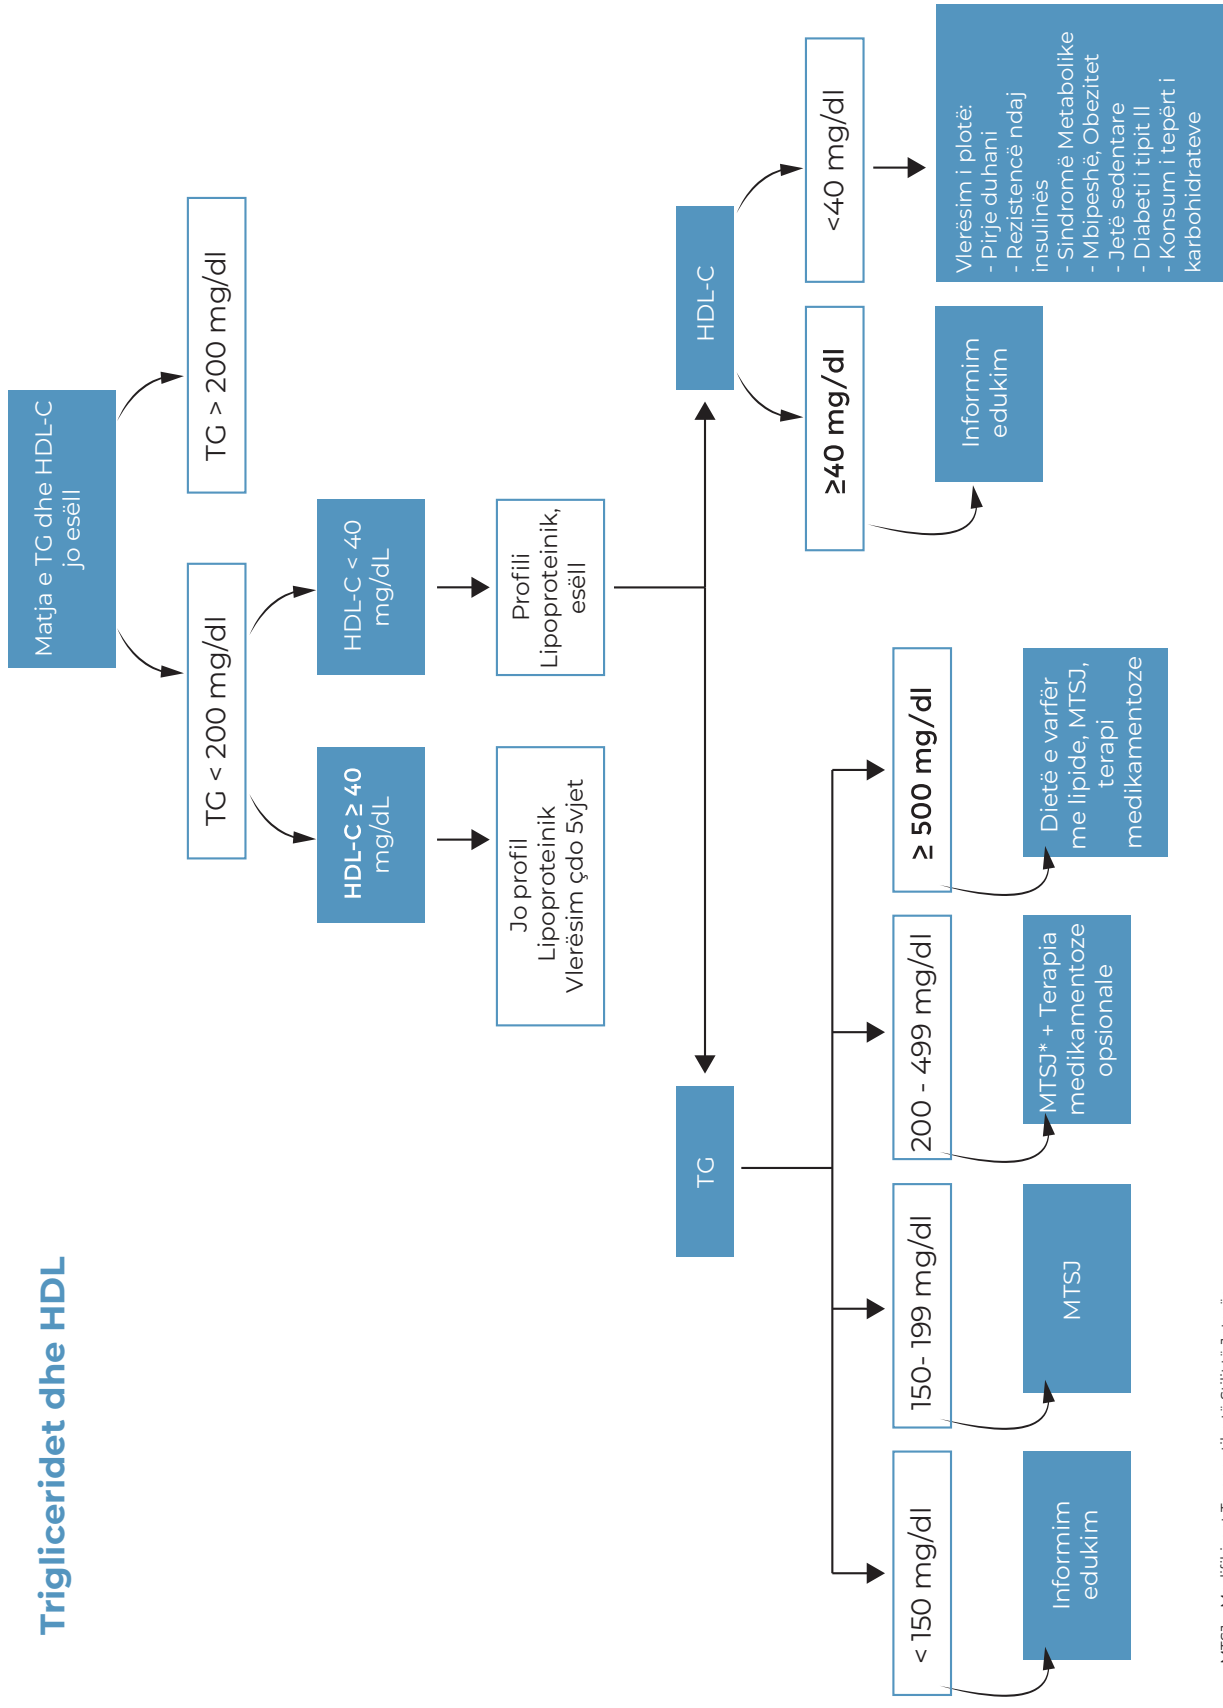 Trigliceridet dhe HDL
Matja e TG dhe HDL-C
jo esëll
TG < 200 mg/dl
TG > 200 mg/dl
HDL-C ≥ 40
mg/dL
HDL-C < 40
mg/dL
Jo profil
Lipoproteinik
Vlerësim çdo 5vjet
Profili
Lipoproteinik,
esëll
TG
HDL-C
< 150 mg/dl
150- 199 mg/dl
200 - 499 mg/dl
≥ 500 mg/dl
≥40 mg/dl
<40 mg/dl
Informim
edukim
MTSJ
MTSJ* + Terapia
medikamentoze
opsionale
Dietë e varfër
me lipide, MTSJ,
terapi
medikamentoze
Informim
edukim
Vlerësim i plotë:
- Pirje duhani
- Rezistencë ndaj
insulinës
- Sindromë Metabolike
- Mbipeshë, Obezitet
- Jetë sedentare
- Diabeti i tipit II
- Konsum i tepërt i
karbohidrateve